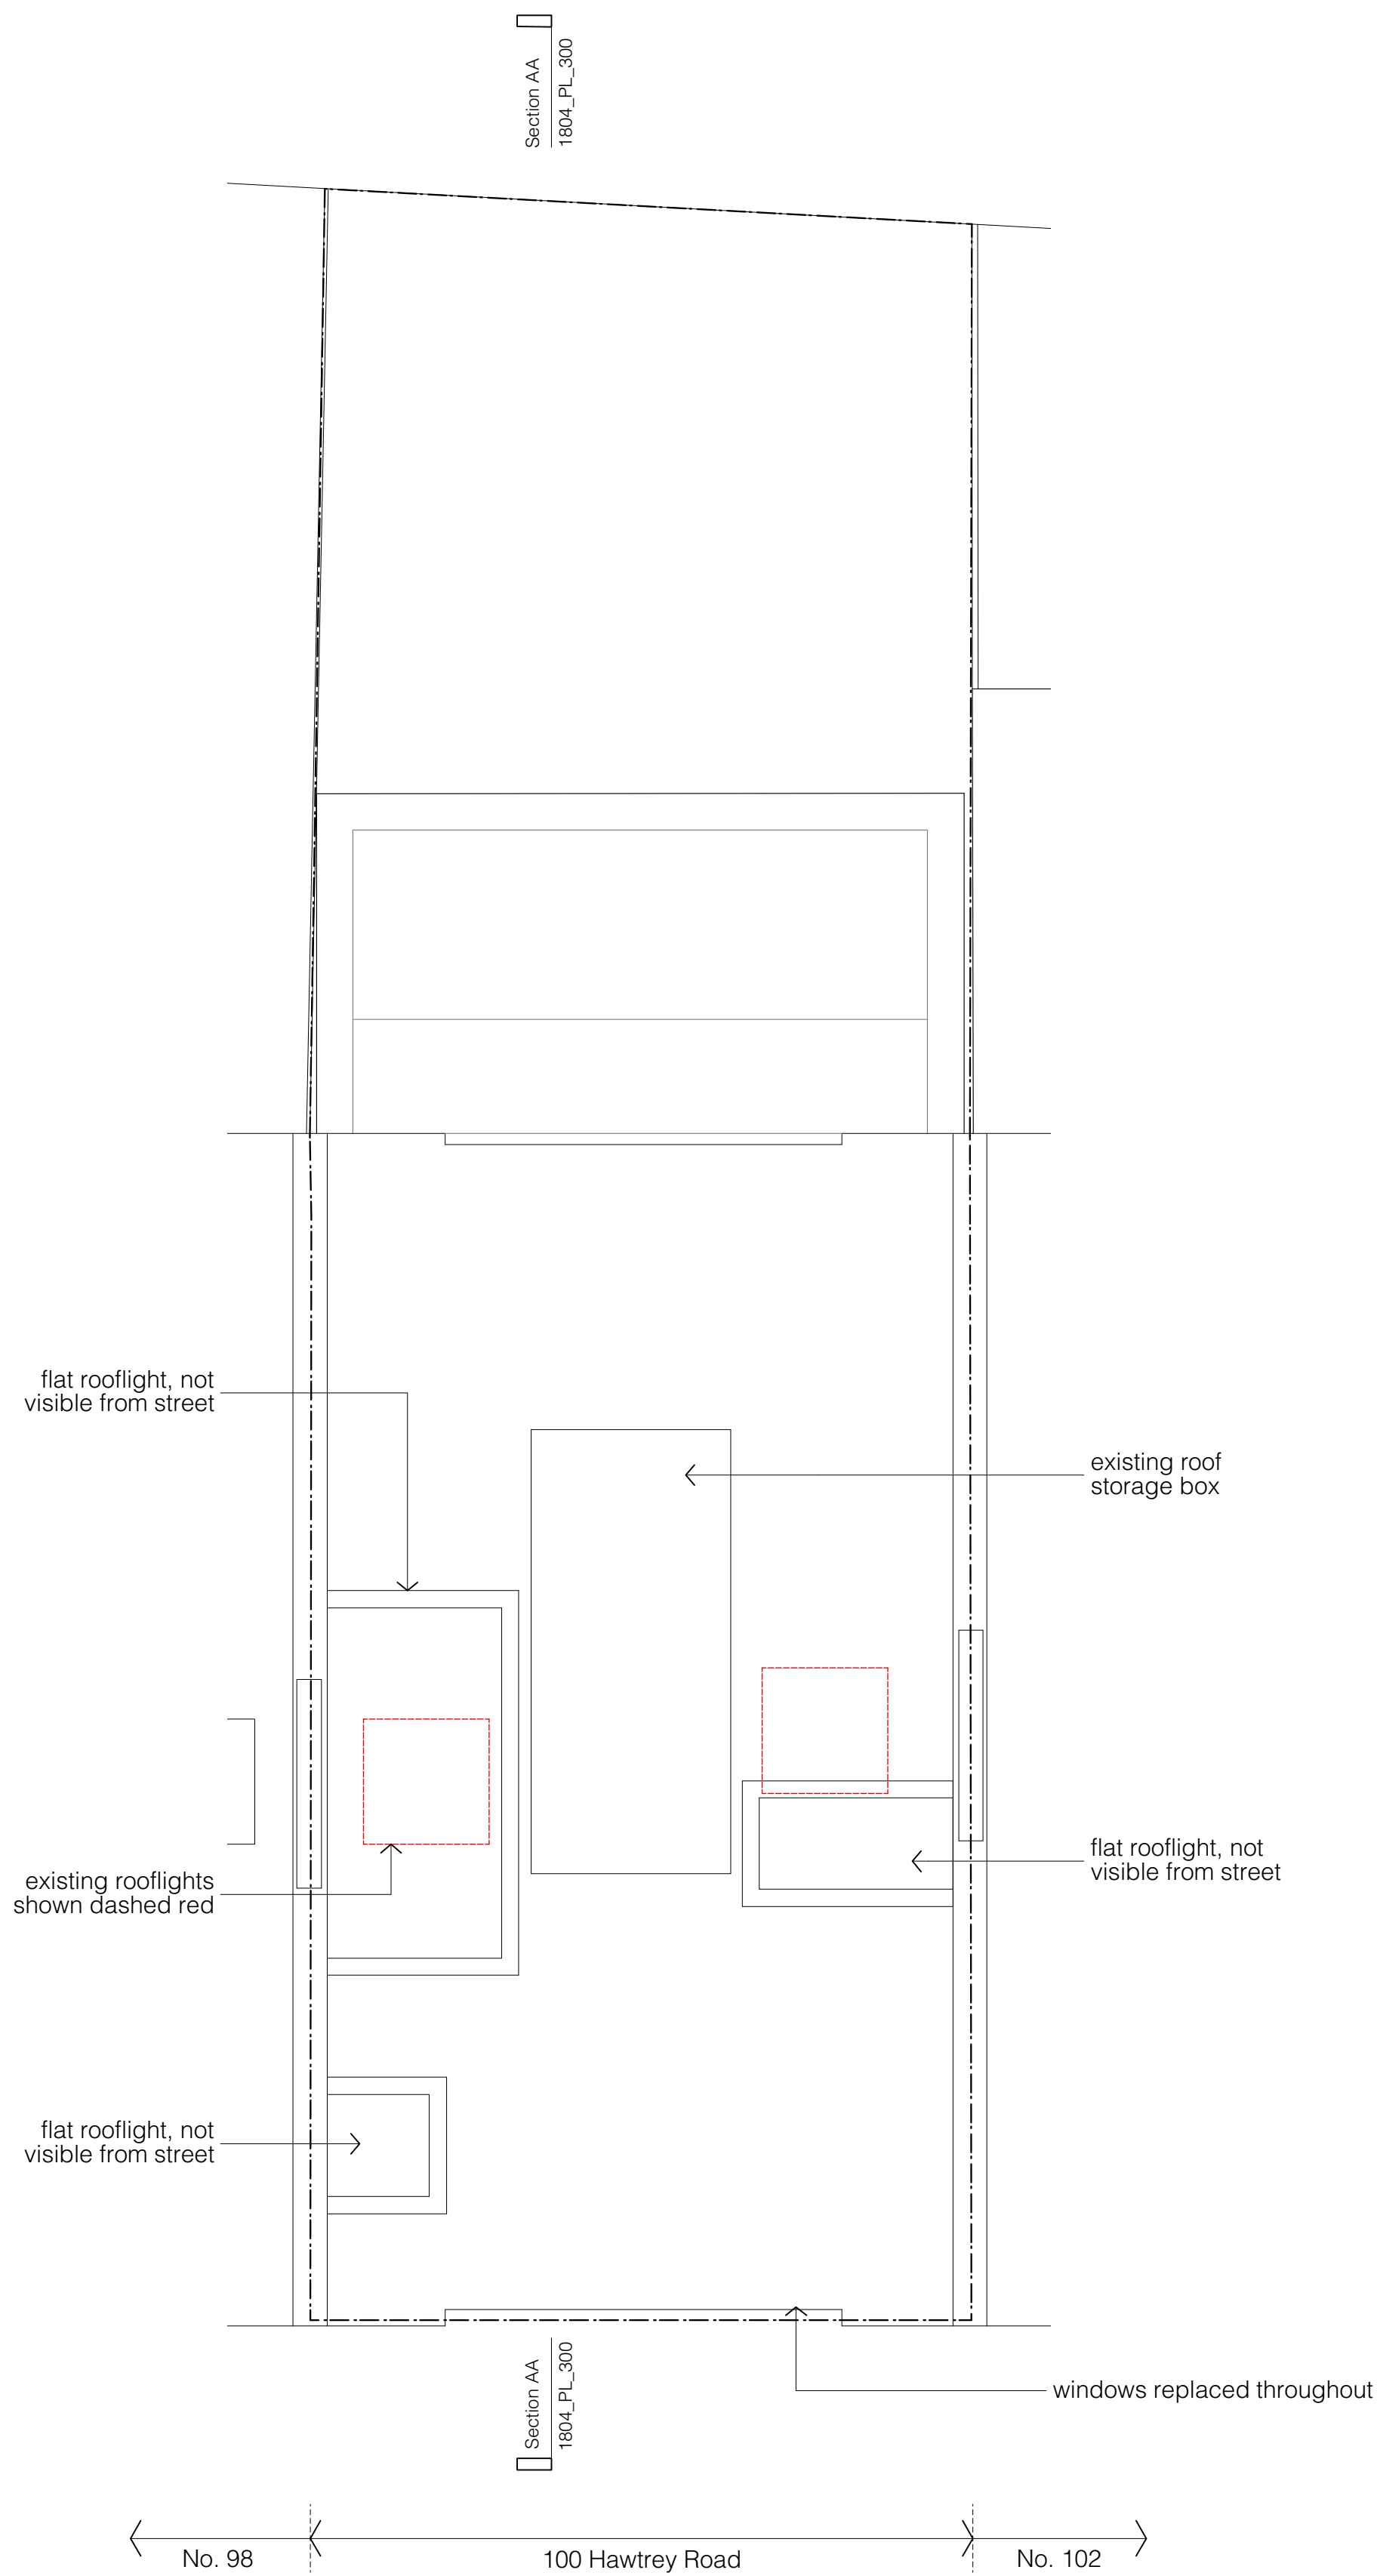 Section AA
1804_PL_300
flat rooflight, not
visible from street
existing roof
storage box
flat rooflight, not
visible from street
existing rooflights
shown dashed red
flat rooflight, not
visible from street
windows replaced throughout
Section AA
1804_PL_300
No. 98
100 Hawtrey Road
No. 102